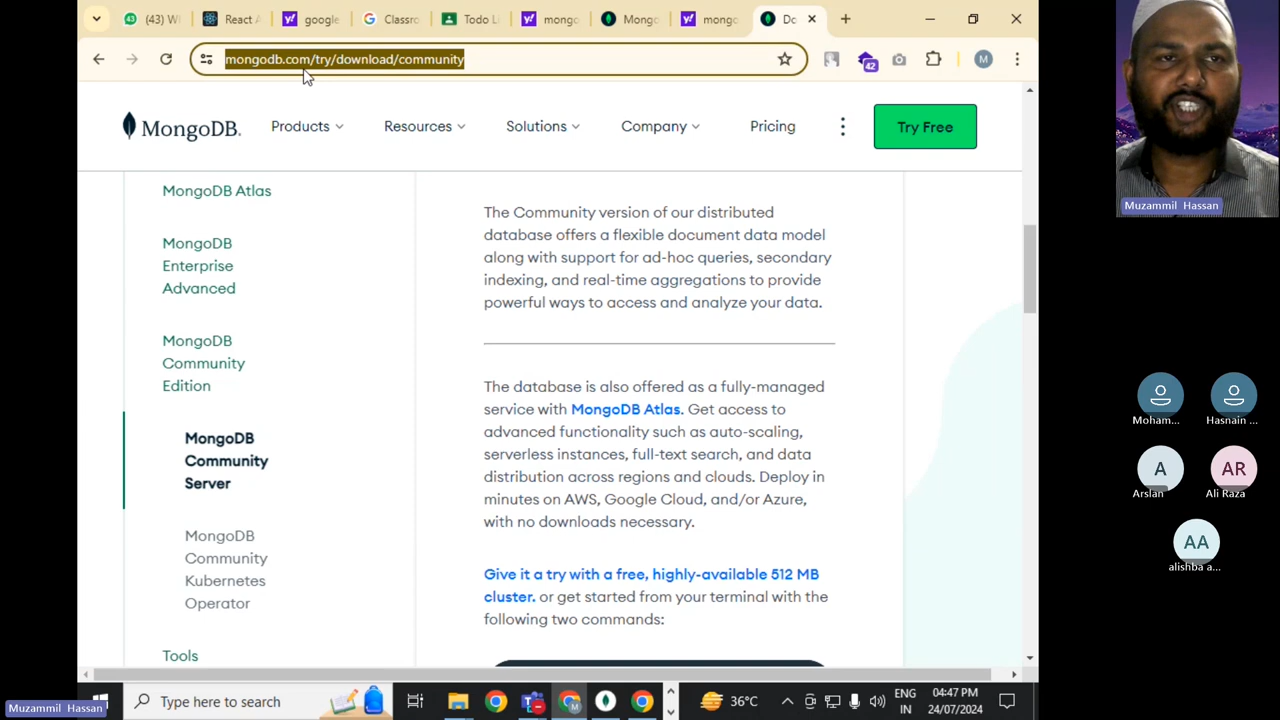 (43) W
React A
google
Classro
Todo Li
mongo
Mongo
mongo
Do
mongodb.com/try/download/community
42
M
MongoDB.
Products
Resources
Solutions
Company
Pricing
Try Free
MongoDB Atlas
MongoDB
Enterprise
Advanced
MongoDB
Community
Edition
MongoDB
Community
Server
MongoDB
Community
Kubernetes
Operator
Tools
The Community version of our distributed
database offers a flexible document data model
along with support for ad-hoc queries, secondary
indexing, and real-time aggregations to provide
powerful ways to access and analyze your data.
The database is also offered as a fully-managed
service with MongoDB Atlas. Get access to
advanced functionality such as auto-scaling,
serverless instances, full-text search, and data
distribution across regions and clouds. Deploy in
minutes on AWS, Google Cloud, and/or Azure,
with no downloads necessary.
Give it a try with a free, highly-available 512 MB
cluster. or get started from your terminal with the
following two commands:
Muzammil Hassan
Moham...
Hasnain ...
A
Arslan
AR
Ali Raza
AA
alishba a...
Muzammil Hassan
Type here to search
36°C
ENG
IN
04:47 PM
24/07/2024